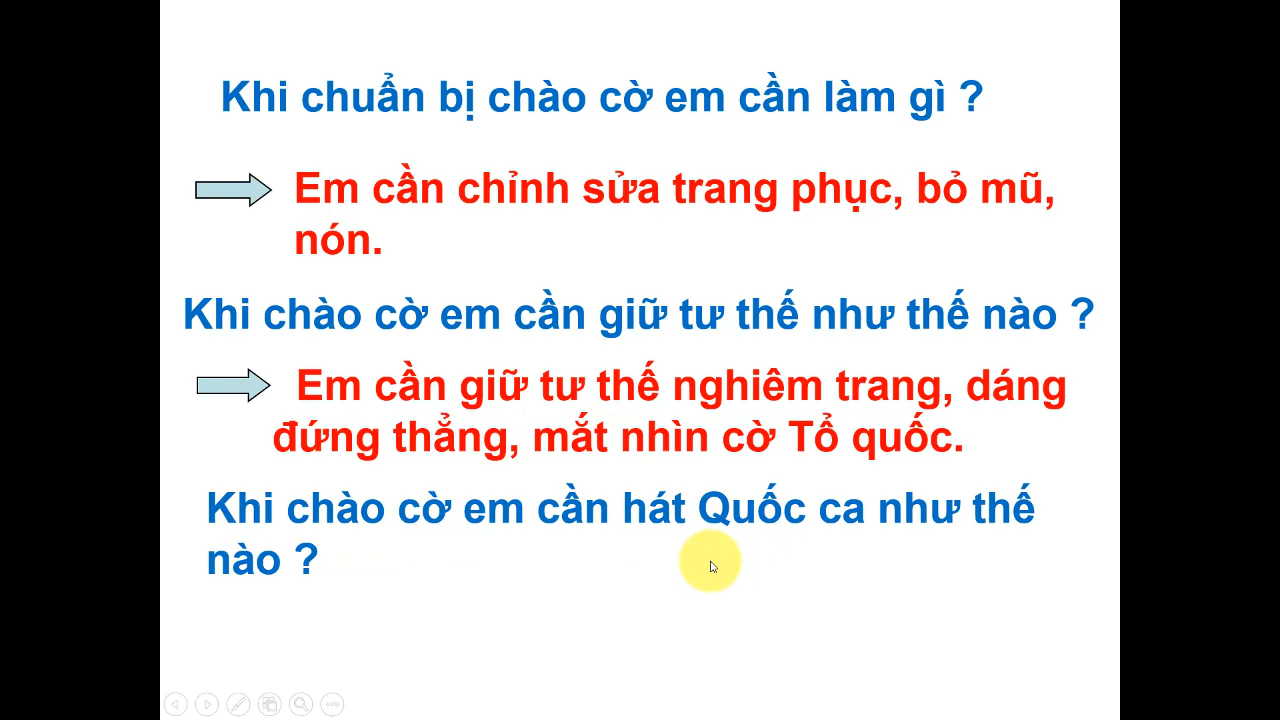 Khi chuẩn bị chào cờ em cần làm gì ?
Em cần chỉnh sửa trang phục, bỏ mũ,
nón.
Khi chào cờ em cần giữ tư thế như thế nào ?
Em cần giữ tư thế nghiêm trang, dáng
đứng thẳng, mắt nhìn cờ Tổ quốc.
Khi chào cờ em cần hát Quốc ca như thế
nào ?